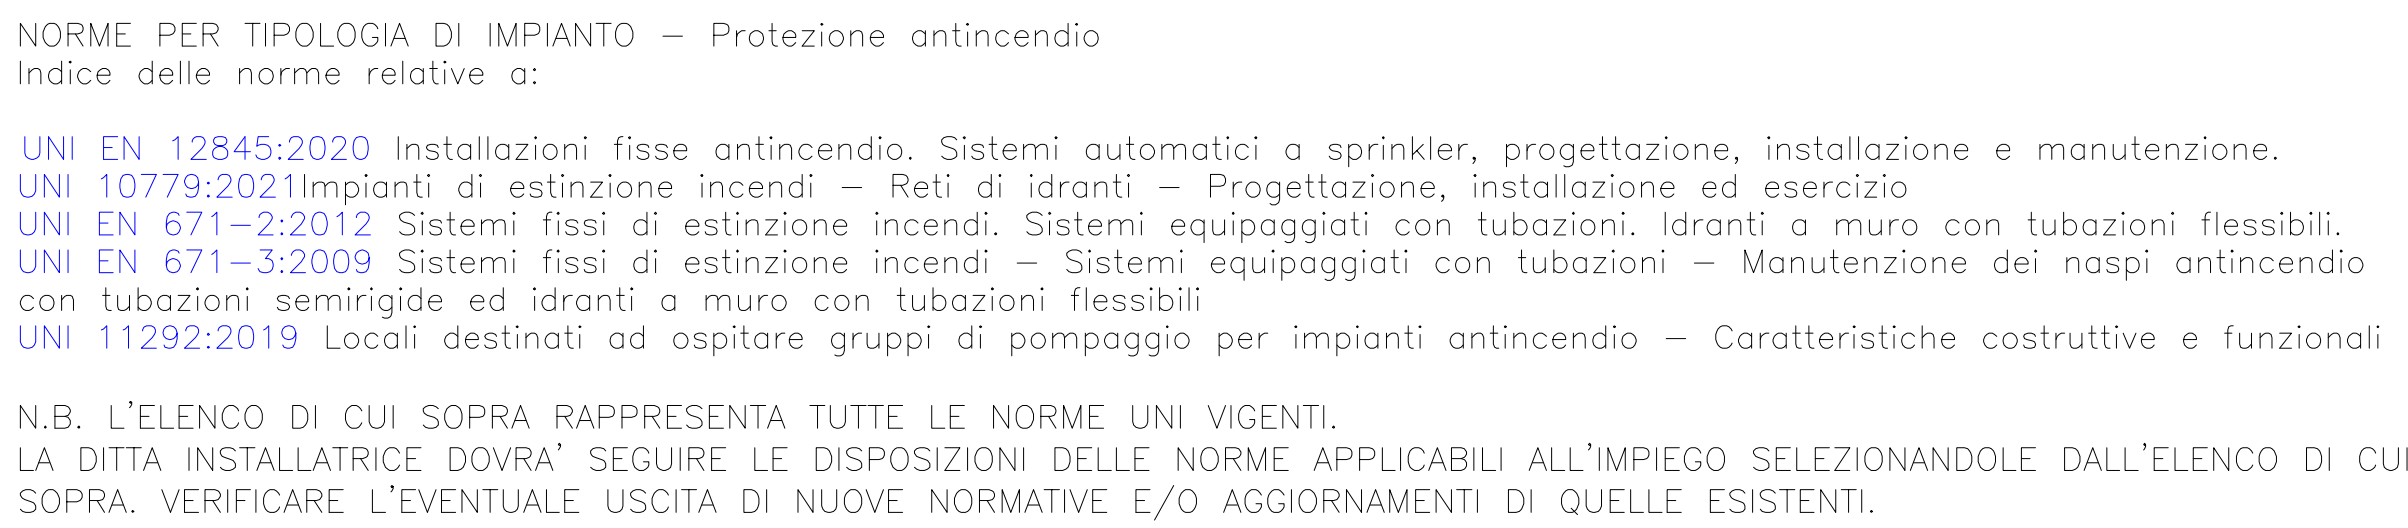 NORME PER TIPOLOGIA DI IMPIANTO – Protezione antincendio
Indice delle norme relative a:
UNI EN 12845:2020 Installazioni fisse antincendio. Sistemi automatici a sprinkler, progettazione, installazione e manutenzione.
UNI 10779:2021Impianti di estinzione incendi – Reti di idranti – Progettazione, installazione ed esercizio
UNI EN 671–2:2012 Sistemi fissi di estinzione incendi. Sistemi equipaggiati con tubazioni. Idranti a muro con tubazioni flessibili.
UNI EN 671–3:2009 Sistemi fissi di estinzione incendi – Sistemi equipaggiati con tubazioni – Manutenzione dei naspi antincendio
con tubazioni semirigide ed idranti a muro con tubazioni flessibili
UNI 11292:2019 Locali destinati ad ospitare gruppi di pompaggio per impianti antincendio – Caratteristiche costruttive e funzionali
N.B. L'ELENCO DI CUI SOPRA RAPPRESENTA TUTTE LE NORME UNI VIGENTI.
LA DITTA INSTALLATRICE DOVRA' SEGUIRE LE DISPOSIZIONI DELLE NORME APPLICABILI ALL'IMPIEGO SELEZIONANDOLE DALL'ELENCO DI CUI
SOPRA. VERIFICARE L'EVENTUALE USCITA DI NUOVE NORMATIVE E/O AGGIORNAMENTI DI QUELLE ESISTENTI.